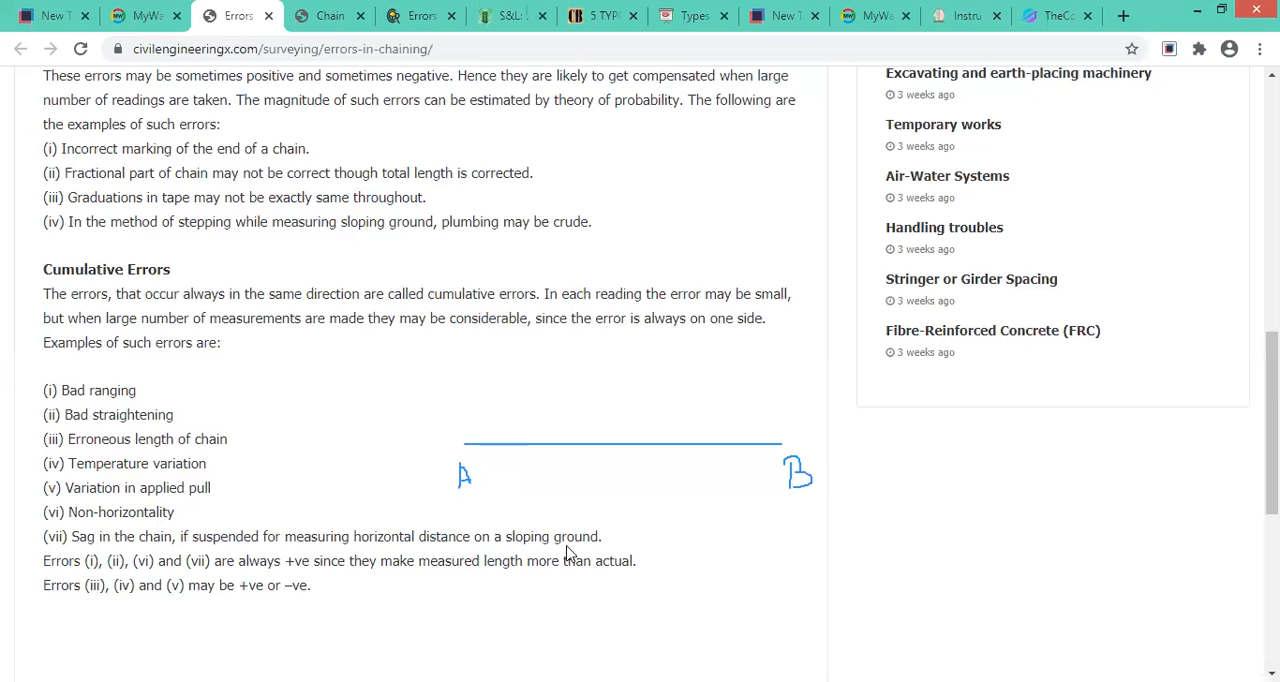 New T
MyWa
Errors
Chain
Errors
S&L:
5 TYP
Types
New T
MyWa
Instru
TheCo
civilengineeringx.com/surveying/errors-in-chaining/
These errors may be sometimes positive and sometimes negative. Hence they are likely to get compensated when large
number of readings are taken. The magnitude of such errors can be estimated by theory of probability. The following are
the examples of such errors:
(i) Incorrect marking of the end of a chain.
(ii) Fractional part of chain may not be correct though total length is corrected.
(iii) Graduations in tape may not be exactly same throughout.
(iv) In the method of stepping while measuring sloping ground, plumbing may be crude.
Cumulative Errors
The errors, that occur always in the same direction are called cumulative errors. In each reading the error may be small,
but when large number of measurements are made they may be considerable, since the error is always on one side.
Examples of such errors are:
(i) Bad ranging
(ii) Bad straightening
(iii) Erroneous length of chain
(iv) Temperature variation
(v) Variation in applied pull
(vi) Non-horizontality
(vii) Sag in the chain, if suspended for measuring horizontal distance on a sloping ground.
Errors (i), (ii), (vi) and (vii) are always +ve since they make measured length more than actual.
Errors (iii), (iv) and (v) may be +ve or –ve.
A
B
Excavating and earth-placing machinery
3 weeks ago
Temporary works
3 weeks ago
Air-Water Systems
3 weeks ago
Handling troubles
3 weeks ago
Stringer or Girder Spacing
3 weeks ago
Fibre-Reinforced Concrete (FRC)
3 weeks ago